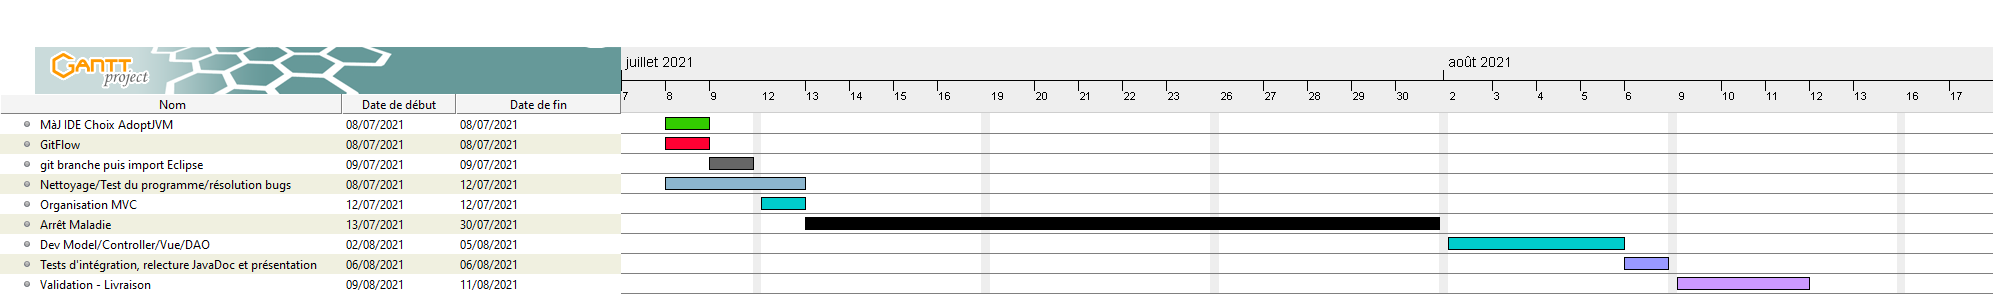 GANTT
project
juillet 2021 août 2021
7 8 9 12 13 14 15 16 19 20 21 22 23 26 27 28 29 30 2 3 4 5 6 9 10 11 12 13 16 17
Nom Date de début Date de fin
MàJ IDE Choix AdoptJVM 08/07/2021 08/07/2021
GitFlow 08/07/2021 08/07/2021
git branche puis import Eclipse 09/07/2021 09/07/2021
Nettoyage/Test du programme/résolution bugs 08/07/2021 12/07/2021
Organisation MVC 12/07/2021 12/07/2021
Arrêt Maladie 13/07/2021 30/07/2021
Dev Model/Controller/Vue/DAO 02/08/2021 05/08/2021
Tests d'intégration, relecture JavaDoc et présentation 06/08/2021 06/08/2021
Validation - Livraison 09/08/2021 11/08/2021